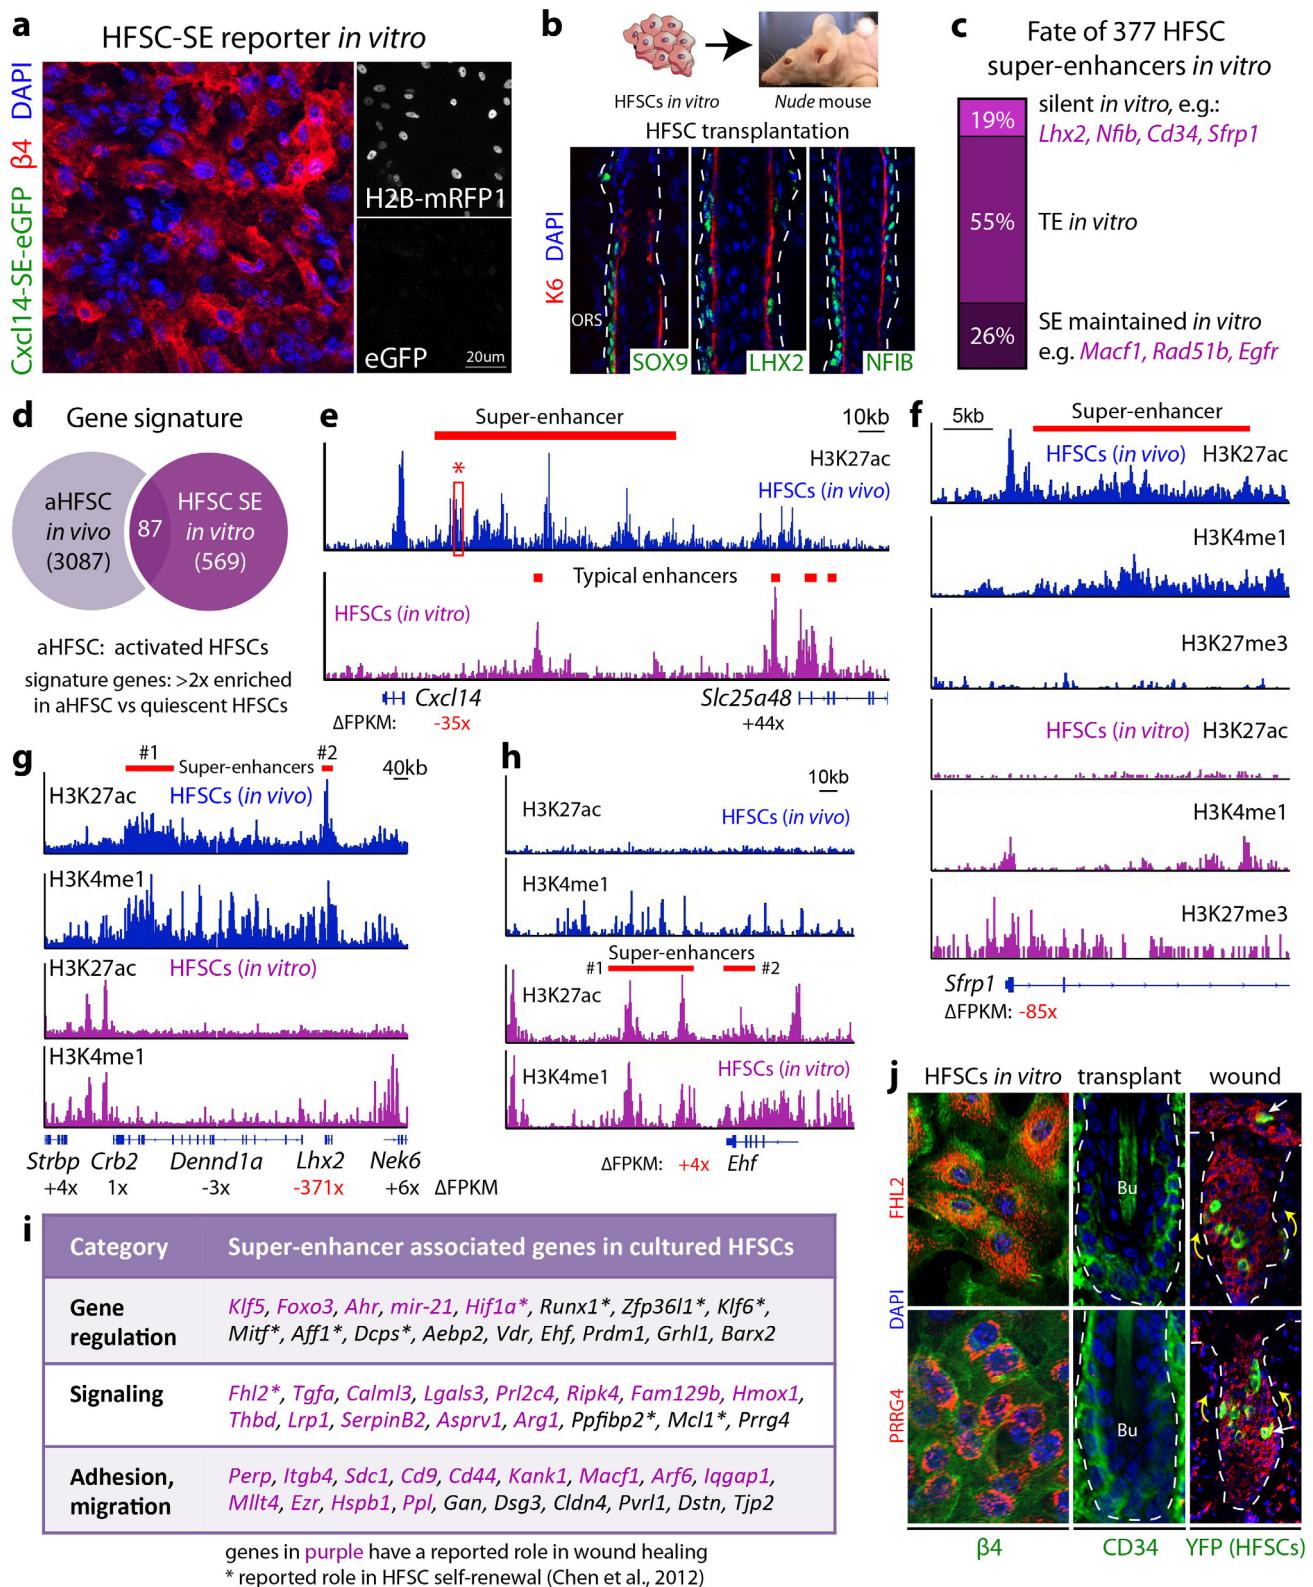 a
HFSC-SE reporter in vitro
Cxcl14-SE-eGFP β4 DAPI
H2B-mRFP1
eGFP
20um
b
HFSCs in vitro
Nude mouse
HFSC transplantation
K6 DAPI
ORS
SOX9
LHX2
NFIB
c
Fate of 377 HFSC
super-enhancers in vitro
19%
silent in vitro, e.g.:
Lhx2, Nfib, Cd34, Sfrp1
55%
TE in vitro
26%
SE maintained in vitro
e.g. Macf1, Rad51b, Egfr
d
Gene signature
aHFSC
in vivo
(3087)
87
HFSC SE
in vitro
(569)
aHFSC: activated HFSCs
signature genes: >2x enriched
in aHFSC vs quiescent HFSCs
e
Super-enhancer
10kb
H3K27ac
HFSCs (in vivo)
*
Typical enhancers
HFSCs (in vitro)
Cxcl14
Slc25a48
ΔFPKM:
-35x
+44x
f
5kb
Super-enhancer
HFSCs (in vivo) H3K27ac
H3K4me1
H3K27me3
HFSCs (in vitro) H3K27ac
H3K4me1
H3K27me3
Sfrp1
ΔFPKM: -85x
g
#1
Super-enhancers
#2
40kb
H3K27ac
HFSCs (in vivo)
H3K4me1
H3K27ac
HFSCs (in vitro)
H3K4me1
Strbp Crb2 Dennd1a Lhx2 Nek6
+4x 1x -3x -371x +6x ΔFPKM
h
10kb
H3K27ac
HFSCs (in vivo)
H3K4me1
Super-enhancers
#1
#2
H3K27ac
H3K4me1
HFSCs (in vitro)
ΔFPKM: +4x Ehf
i
Category
Super-enhancer associated genes in cultured HFSCs
Gene
regulation
Klf5, Foxo3, Ahr, mir-21, Hif1a*, Runx1*, Zfp36l1*, Klf6*,
Mitf*, Aff1*, Dcps*, Aebp2, Vdr, Ehf, Prdm1, Grhl1, Barx2
Signaling
Fhl2*, Tgfa, Calml3, Lgals3, Prl2c4, Ripk4, Fam129b, Hmox1,
Thbd, Lrp1, SerpinB2, Asprv1, Arg1, Ppfibp2*, Mcl1*, Prrg4
Adhesion,
migration
Perp, Itgb4, Sdc1, Cd9, Cd44, Kank1, Macf1, Arf6, Iqgap1,
Mllt4, Ezr, Hspb1, Ppl, Gan, Dsg3, Cldn4, Pvrl1, Dstn, Tjp2
genes in purple have a reported role in wound healing
* reported role in HFSC self-renewal (Chen et al., 2012)
j
HFSCs in vitro
transplant
wound
FHL2
DAPI
PRRG4
Bu
Bu
β4
CD34
YFP (HFSCs)